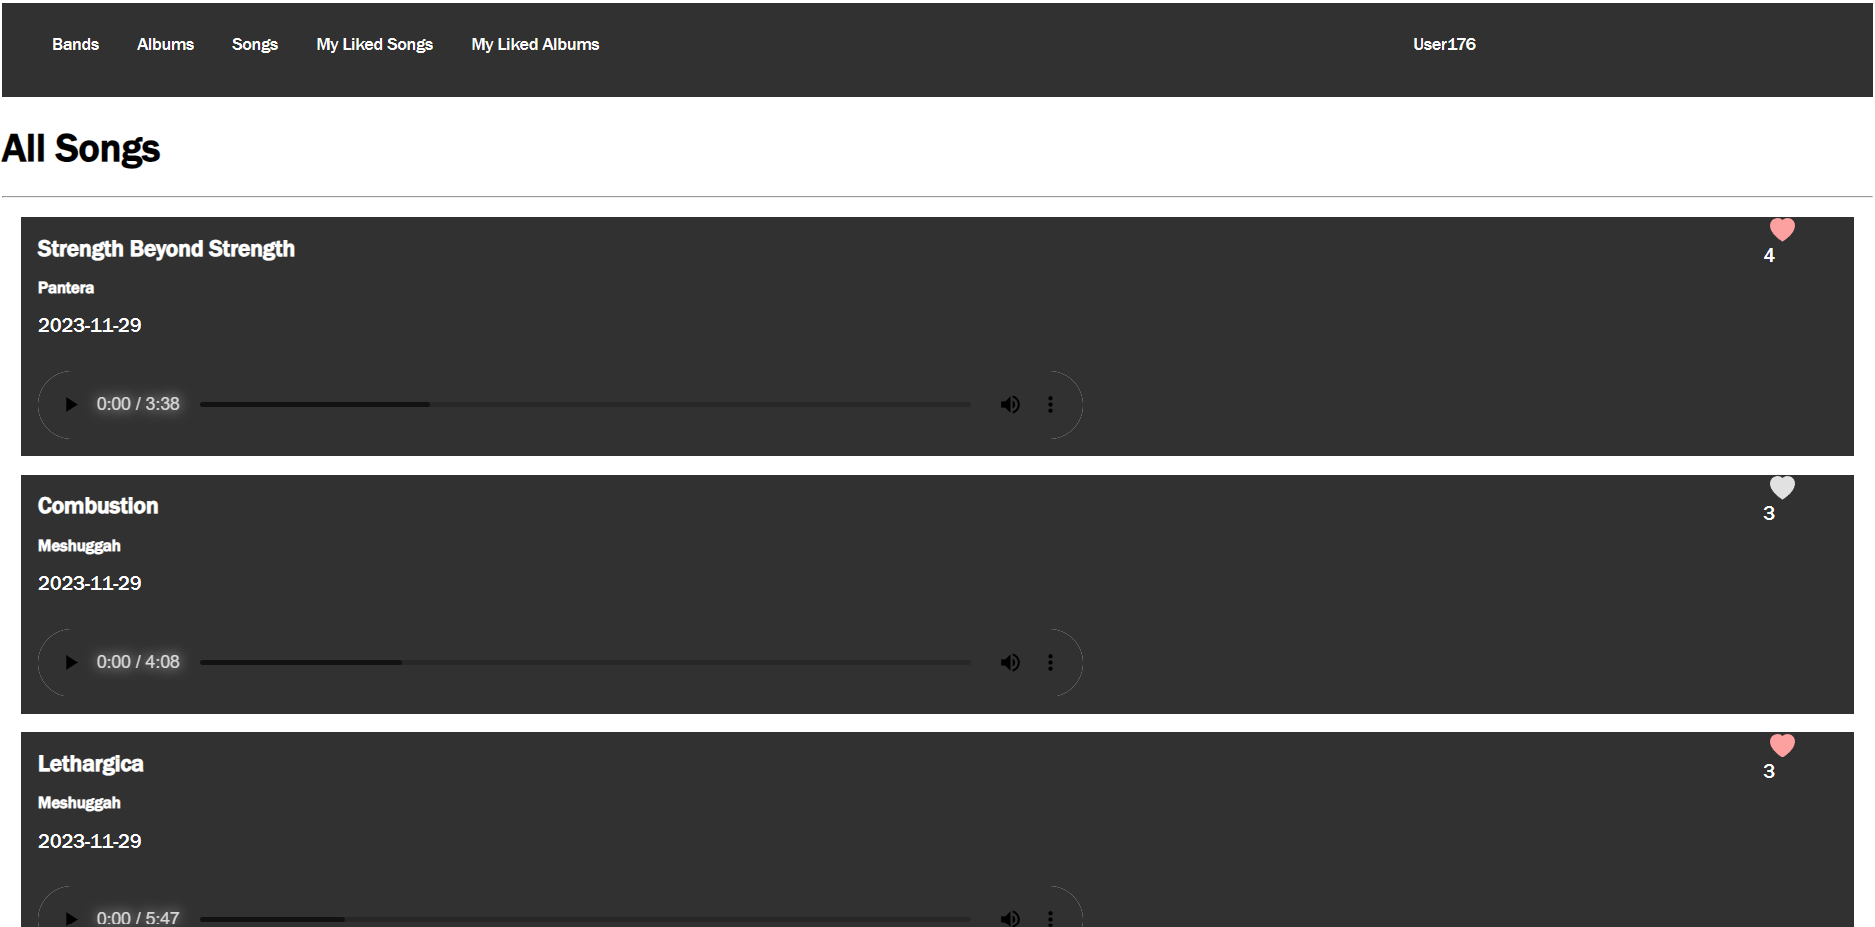 Bands Albums Songs My Liked Songs My Liked Albums User176
All Songs
Strength Beyond Strength
4
Pantera
2023-11-29
0:00 / 3:38
Combustion
3
Meshuggah
2023-11-29
0:00 / 4:08
Lethargica
3
Meshuggah
2023-11-29
0:00 / 5:47